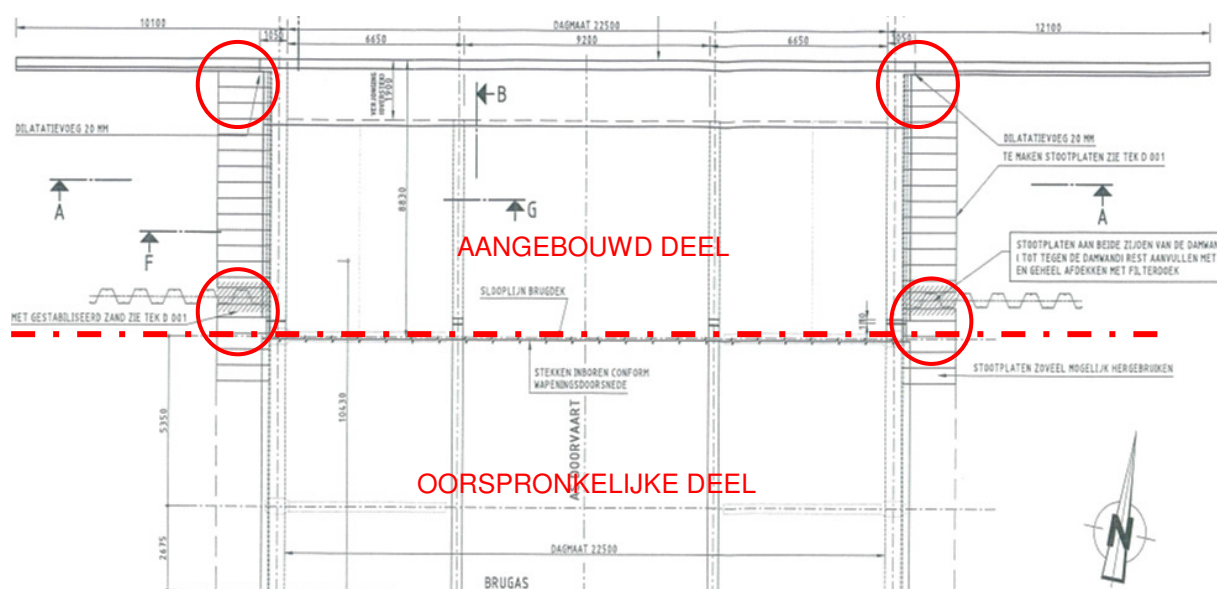 10100
DAGMAAT 22500
12100
1050
6650
9200
6650
1050
VERJONGING
1900
B
DILATATIEVOEG 20 MM
DILATATIEVOEG 20 MM
TE MAKEN STOOTPLATEN ZIE TEK D 001
A
A
8830
G
F
AANGEBOUWD DEEL
STOOTPLATEN AAN BEIDE ZIJDEN VAN DE DAMWAN
( TOT TEGEN DE DAMWAND) REST AANVULLEN MET
EN GEHEEL AFDEKKEN MET FILTERDOEK
SLOOPLIJN BRUGDEK
MET GESTABILISEERD ZAND ZIE TEK D 001
STEKKEN INBOREN CONFORM
WAPENINGSDOORSNEDE
STOOTPLATEN ZOVEEL MOGELIJK HERGEBRUIKEN
5350
10430
DOORVAART
OORSPRONKELIJKE DEEL
2675
DAGMAAT 22500
BRUGAS
N